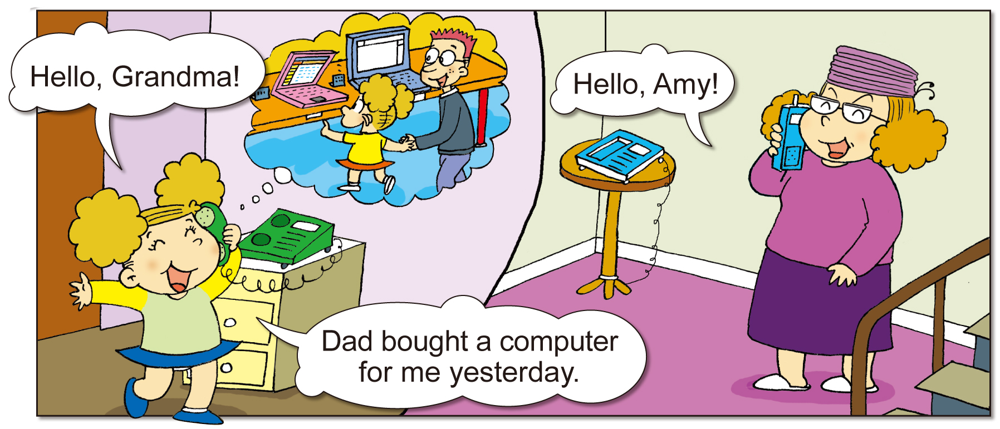 Hello, Grandma!
Hello, Amy!
Dad bought a computer
for me yesterday.